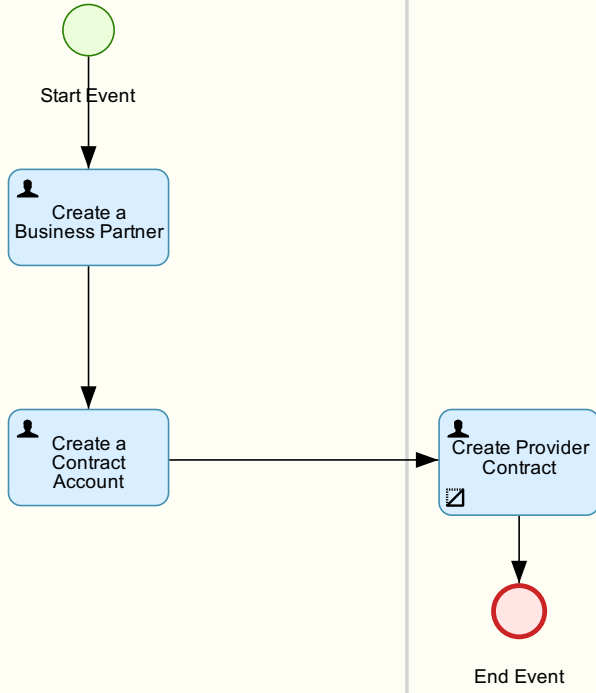 Start Event
Create a
Business Partner
Create a
Contract
Account
Create Provider
Contract
End Event